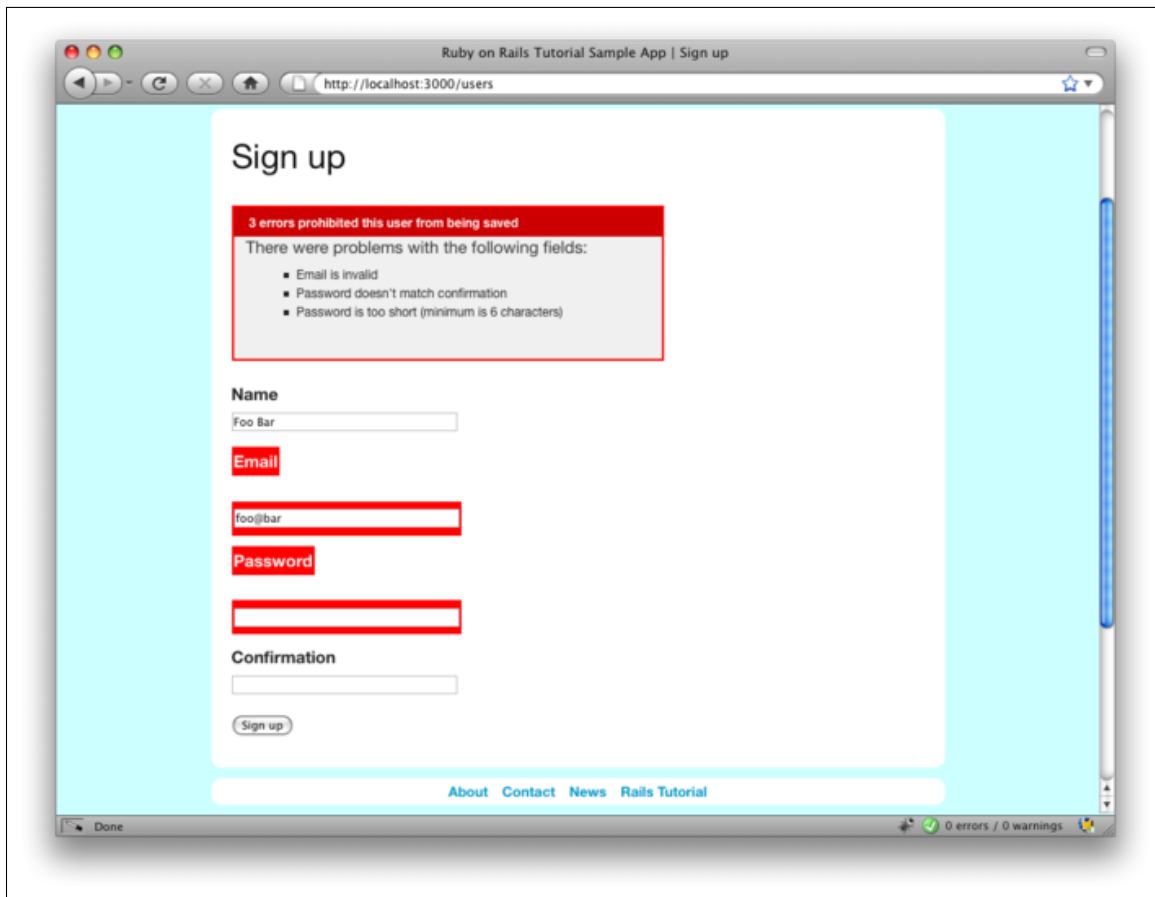 Ruby on Rails Tutorial Sample App | Sign up
http://localhost:3000/users
Sign up
3 errors prohibited this user from being saved
There were problems with the following fields:
Email is invalid
Password doesn't match confirmation
Password is too short (minimum is 6 characters)
Name
Foo Bar
Email
foo@bar
Password
Confirmation
Sign up
About Contact News Rails Tutorial
Done 0 errors / 0 warnings